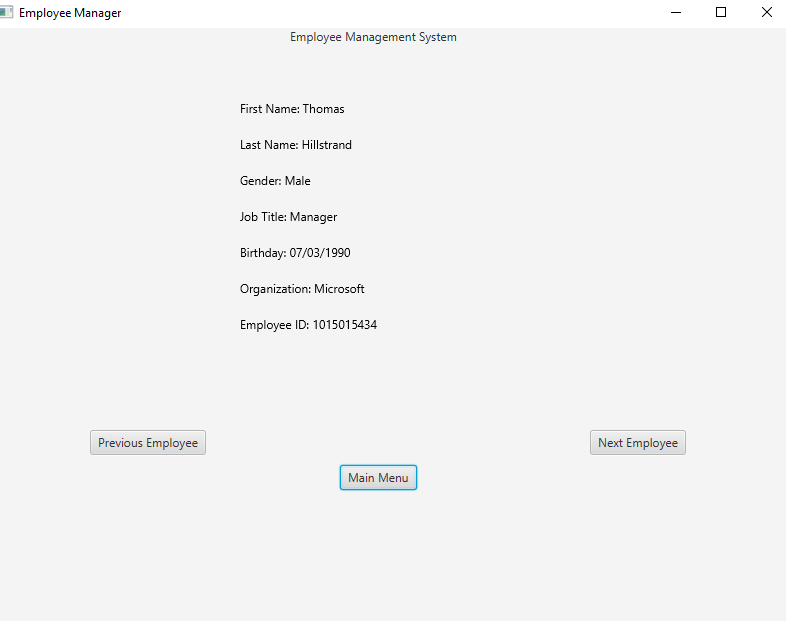 Employee Manager
Employee Management System
First Name: Thomas
Last Name: Hillstrand
Gender: Male
Job Title: Manager
Birthday: 07/03/1990
Organization: Microsoft
Employee ID: 1015015434
Previous Employee
Next Employee
Main Menu